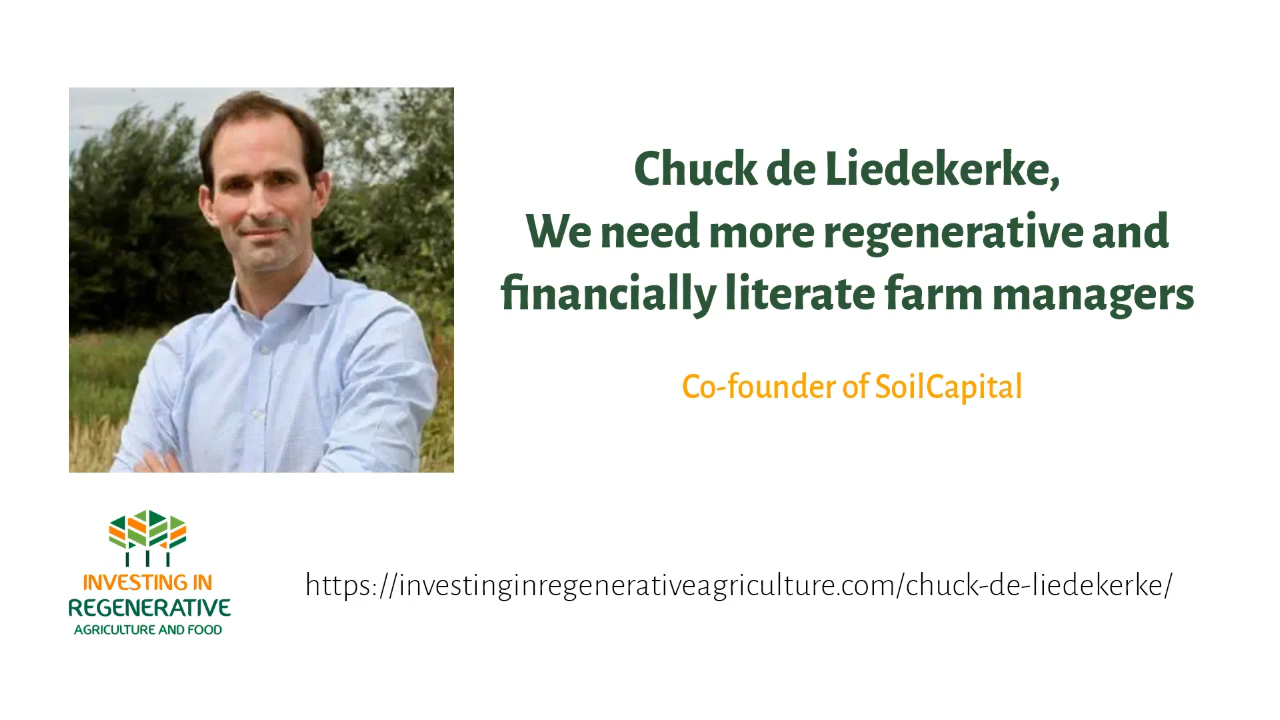 Chuck de Liedekerke,
We need more regenerative and
financially literate farm managers
Co-founder of SoilCapital
INVESTING IN
REGENERATIVE
AGRICULTURE AND FOOD
https://investinginregenerativeagriculture.com/chuck-de-liedekerke/